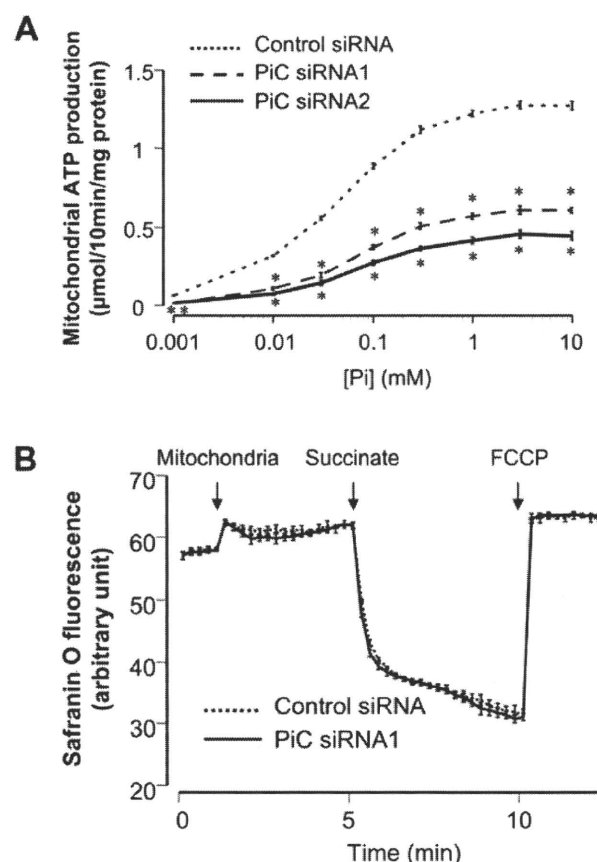 A
Mitochondrial ATP production
(μmol/10min/mg protein)
Control siRNA
PiC siRNA1
PiC siRNA2
1.5
1
0.5
0
* * * * * *
* * * * * *
**
0.001 0.01 0.1 1 10
[Pi] (mM)
B
Mitochondria Succinate FCCP
Safranin O fluorescence
(arbitrary unit)
70
60
50
40
30
20
Control siRNA
PiC siRNA1
0 5 10
Time (min)